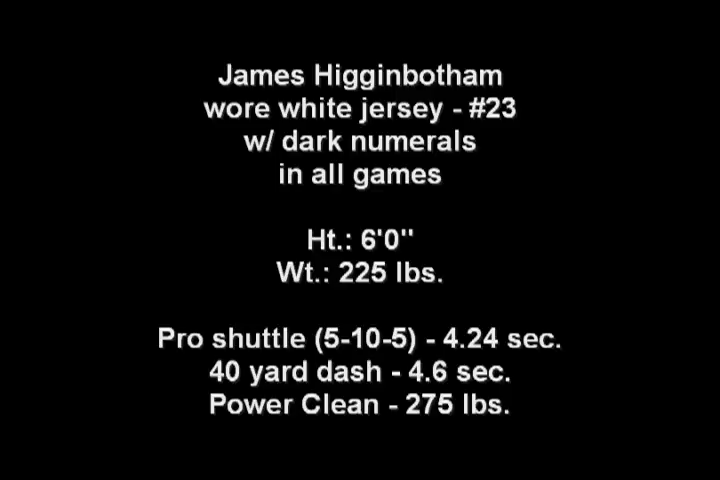 James Higginbotham
wore white jersey - #23
w/ dark numerals
in all games
Ht.: 6'0"
Wt.: 225 lbs.
Pro shuttle (5-10-5) - 4.24 sec.
40 yard dash - 4.6 sec.
Power Clean - 275 lbs.